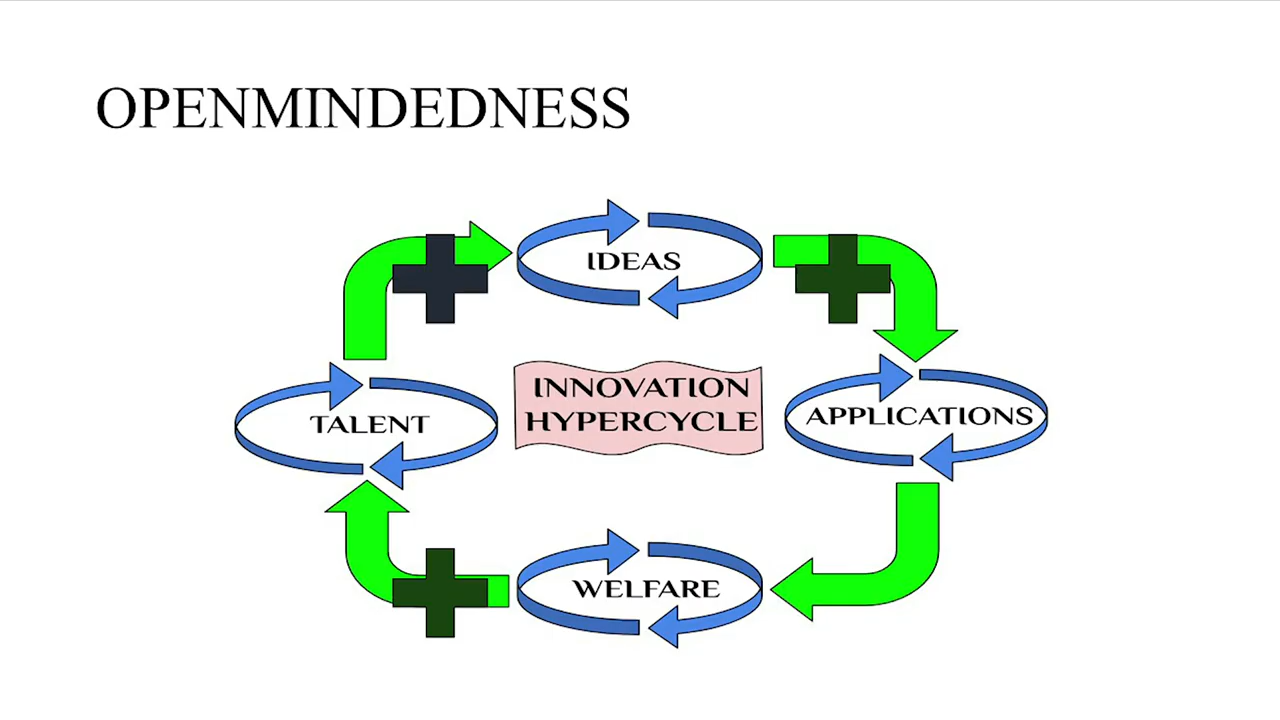 OPENMINDEDNESS
IDEAS
INNOVATION
HYPERCYCLE
TALENT
APPLICATIONS
WELFARE